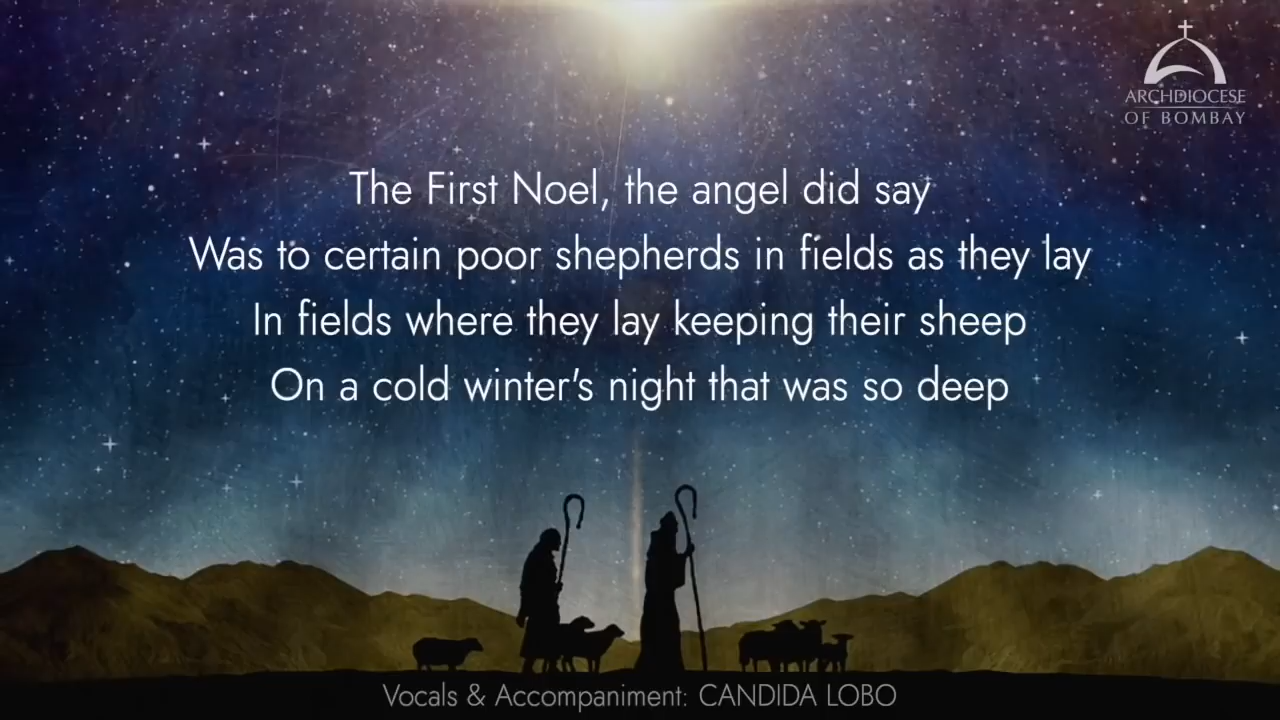 ARCHDIOCESE
OF BOMBAY
The First Noel, the angel did say
Was to certain poor shepherds in fields as they lay
In fields where they lay keeping their sheep
On a cold winter's night that was so deep
Vocals & Accompaniment: CANDIDA LOBO